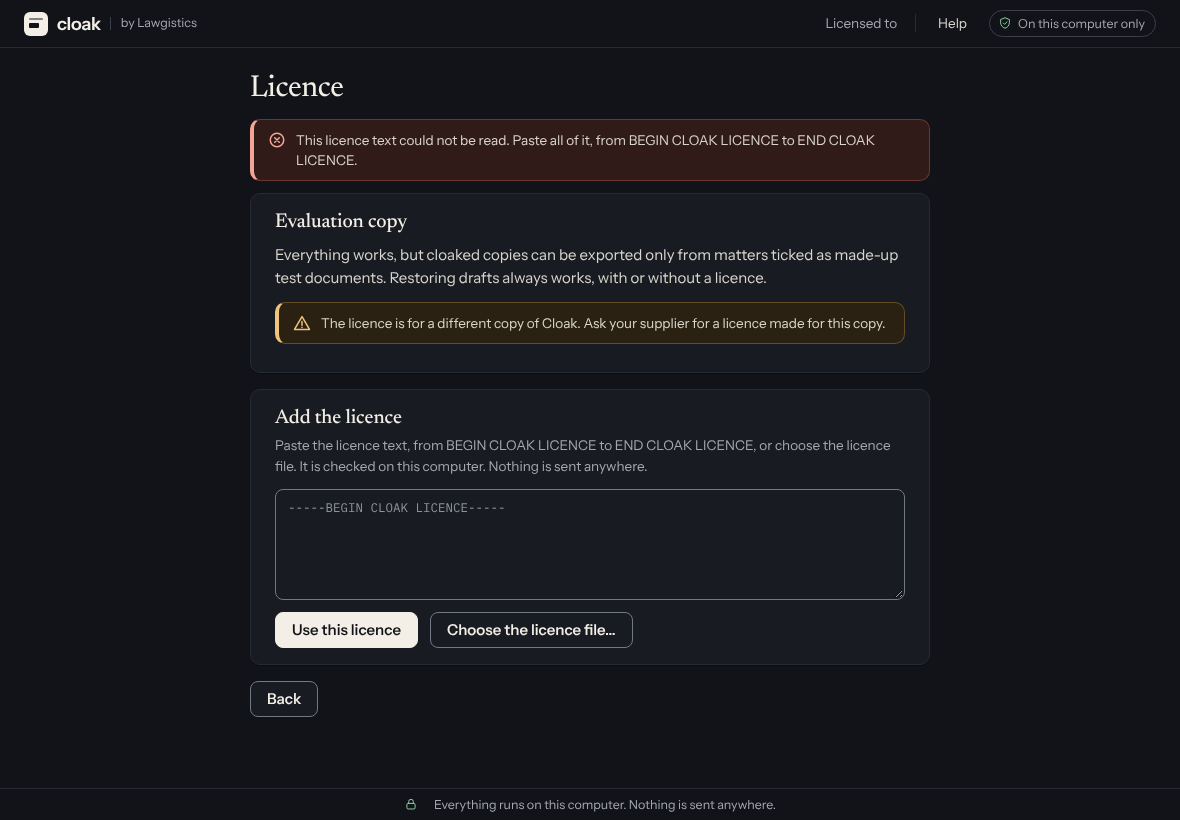 cloak
by Lawgistics
Licensed to
Help
On this computer only
Licence
This licence text could not be read. Paste all of it, from BEGIN CLOAK LICENCE to END CLOAK
LICENCE.
Evaluation copy
Everything works, but cloaked copies can be exported only from matters ticked as made-up
test documents. Restoring drafts always works, with or without a licence.
The licence is for a different copy of Cloak. Ask your supplier for a licence made for this copy.
Add the licence
Paste the licence text, from BEGIN CLOAK LICENCE to END CLOAK LICENCE, or choose the licence
file. It is checked on this computer. Nothing is sent anywhere.
-----BEGIN CLOAK LICENCE-----
Use this licence
Choose the licence file...
Back
Everything runs on this computer. Nothing is sent anywhere.